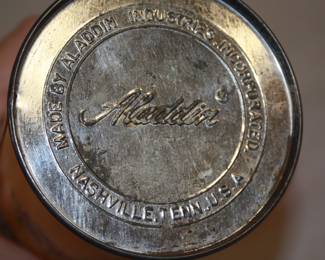 MADE BY ALADDIN INDUSTRIES, INCORPORATED.
Aladdin®
NASHVILLE, TENN., U.S.A.